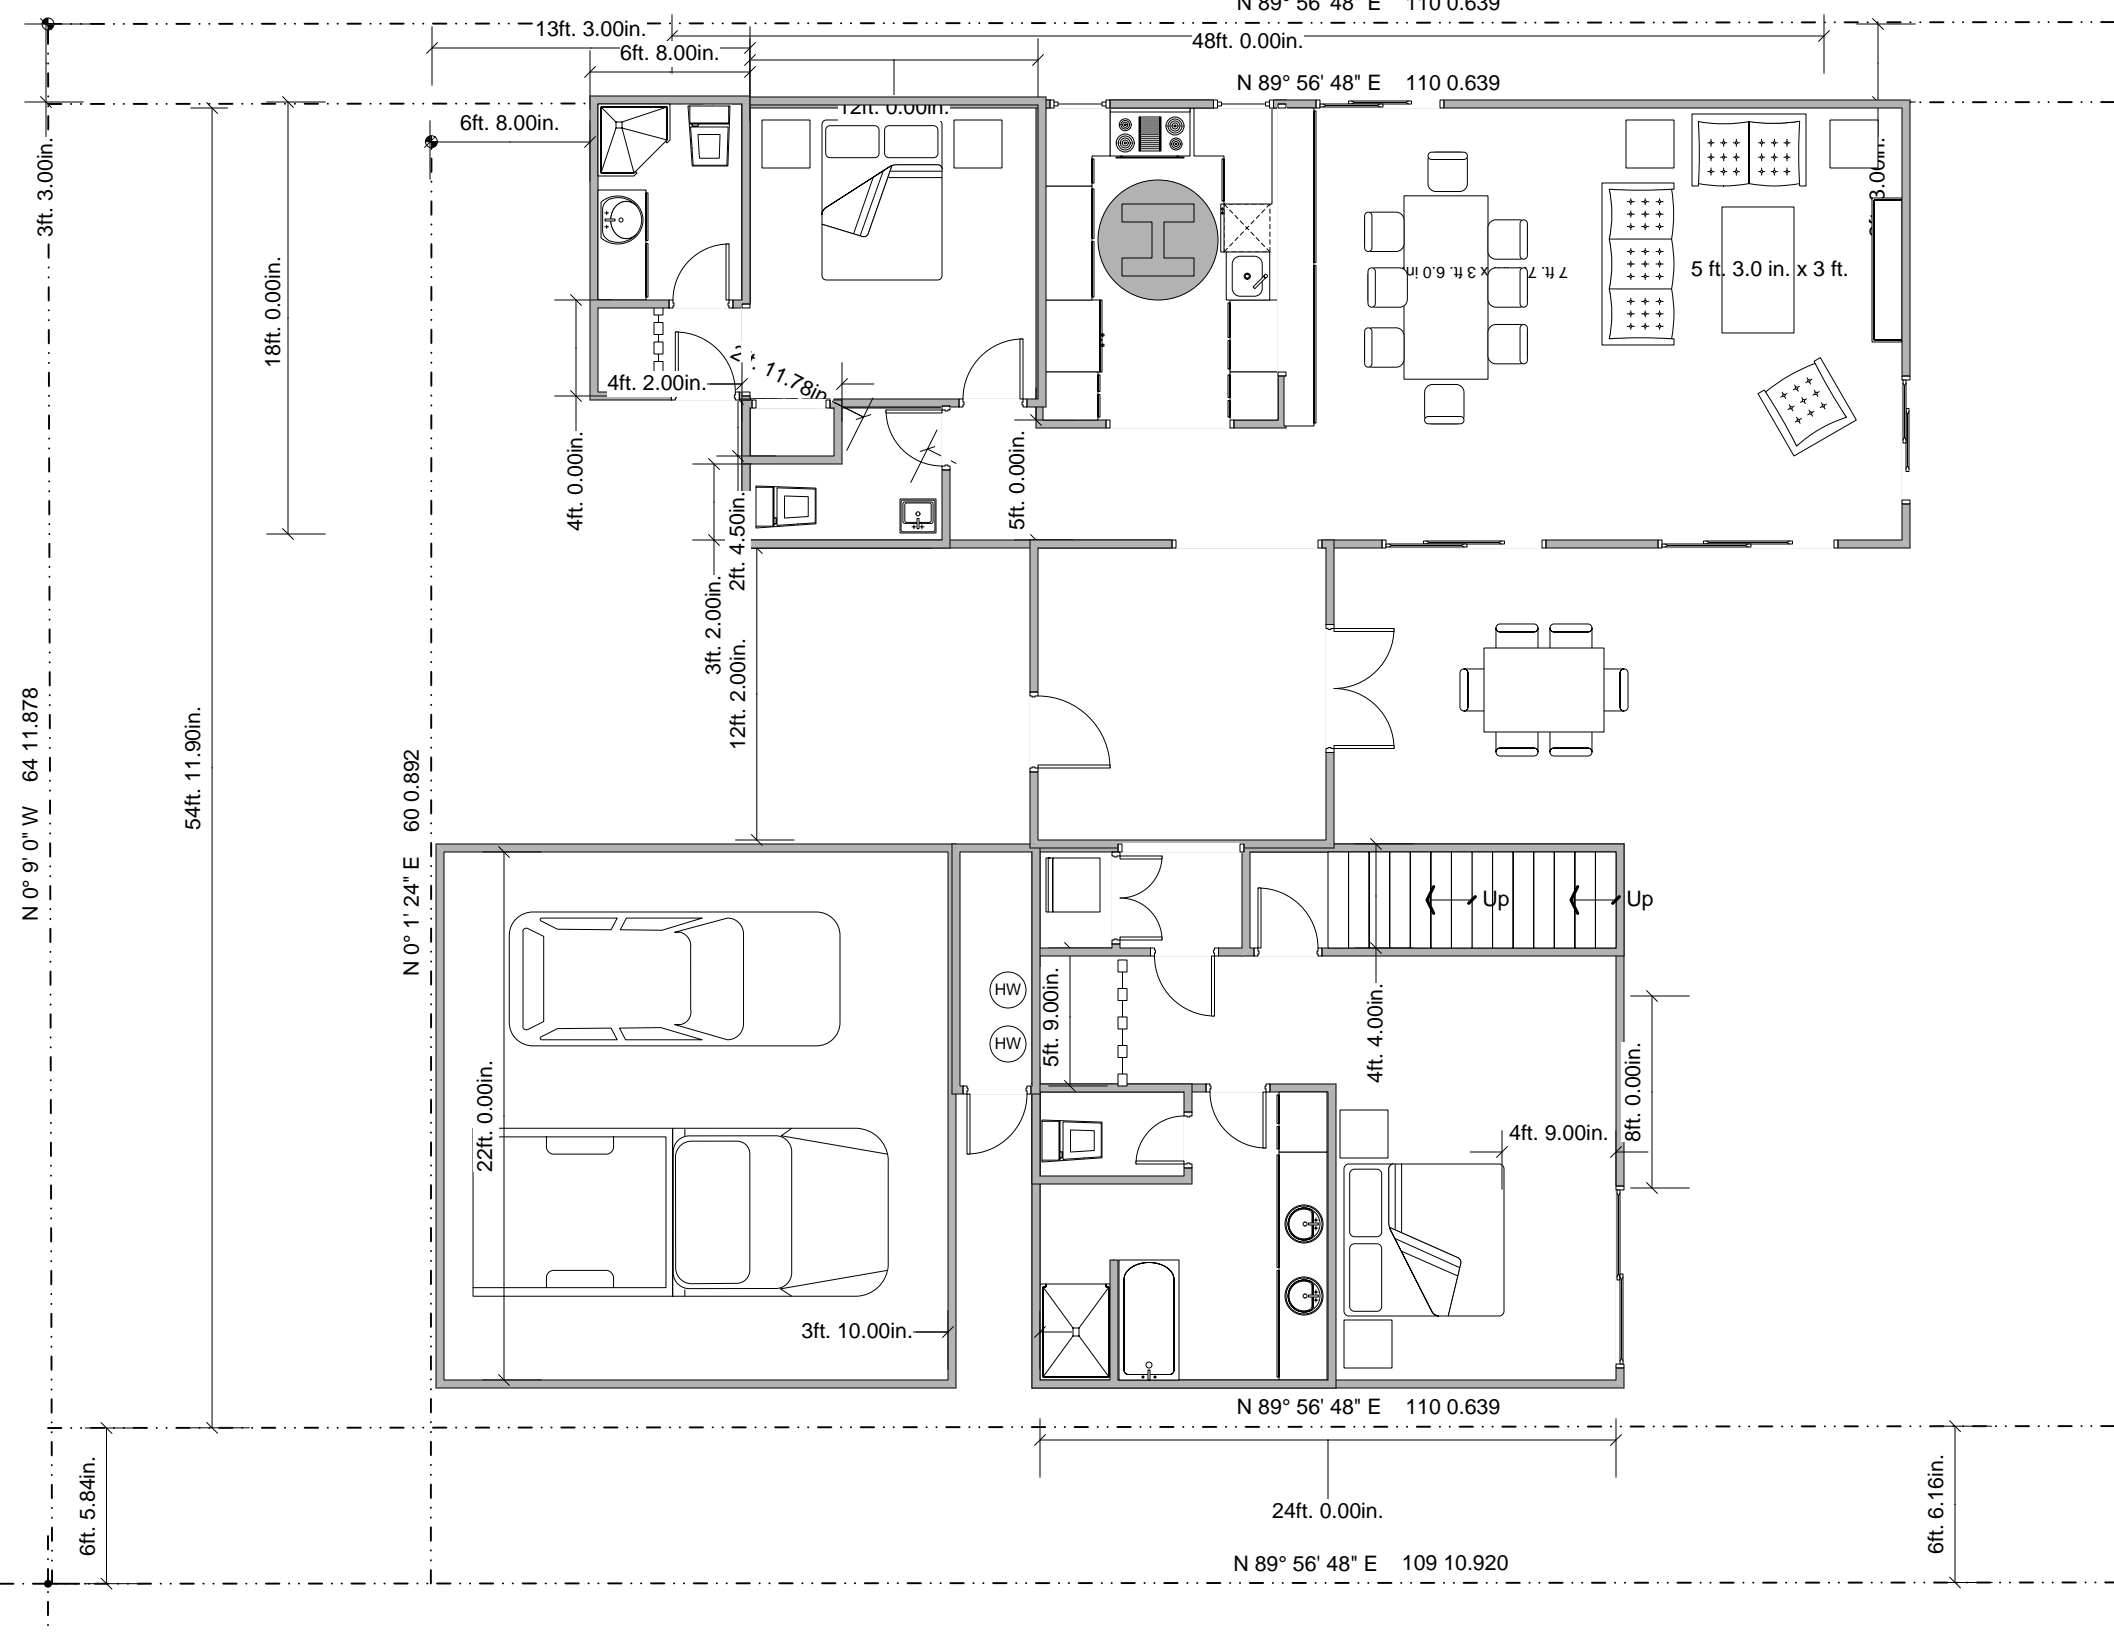 N 89° 56' 48" E 110 0.639
13ft. 3.00in.
48ft. 0.00in.
6ft. 8.00in.
N 89° 56' 48" E 110 0.639
12ft. 0.00in.
6ft. 8.00in.
3ft. 3.00in.
18ft. 0.00in.
5 ft. 3.0 in. x 3 ft.
4ft. 2.00in.
11.78in.
4ft. 0.00in.
5ft. 0.00in.
2ft. 4.50in.
3ft. 2.00in.
12ft. 2.00in.
N 0° 9' 0" W 64 11.878
54ft. 11.90in.
N 0° 1' 24" E 60 0.892
Up
Up
HW
HW
5ft. 9.00in.
4ft. 4.00in.
8ft. 0.00in.
22ft. 0.00in.
4ft. 9.00in.
3ft. 10.00in.
N 89° 56' 48" E 110 0.639
6ft. 5.84in.
24ft. 0.00in.
6ft. 6.16in.
N 89° 56' 48" E 109 10.920